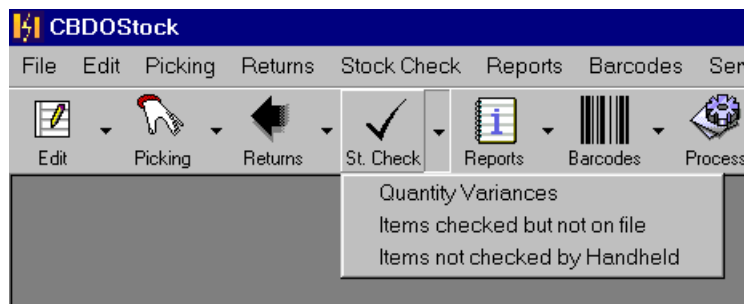 CBDOStock
File Edit Picking Returns Stock Check Reports Barcodes
Edit Picking Returns St. Check Reports Barcodes Process
Quantity Variances
Items checked but not on file
Items not checked by Handheld